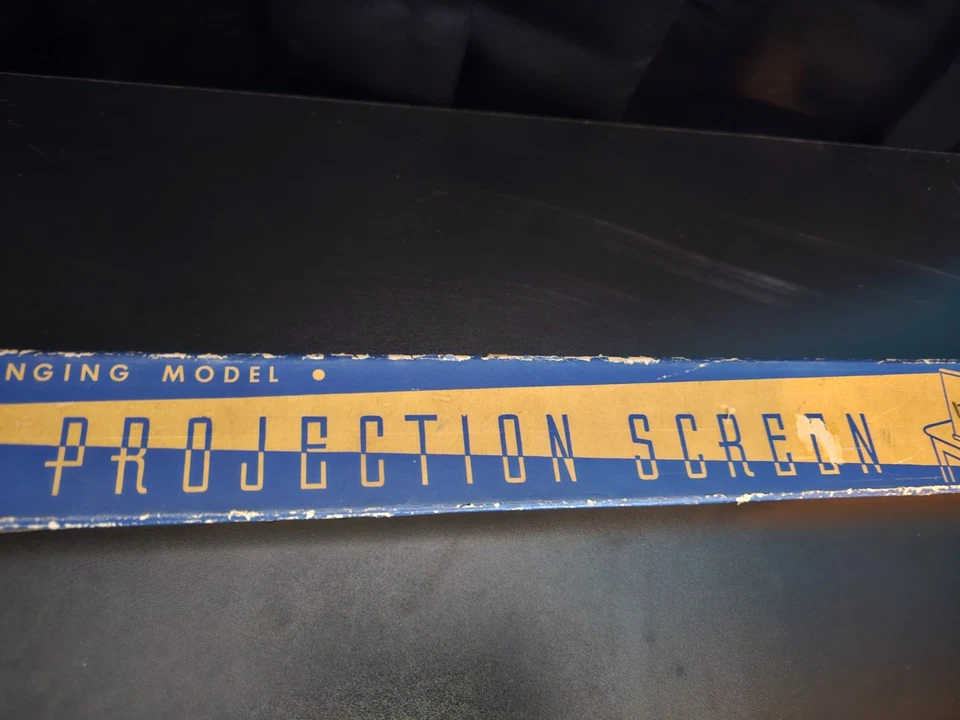 NGING MODEL •
PROJECTION SCREEN